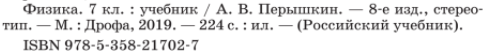 Физика. 7 кл. : учебник / А. В. Перышкин. — 8-е изд., стерео-
тип. — М. : Дрофа, 2019. — 224 с. : ил. — (Российский учебник).
ISBN 978-5-358-21702-7